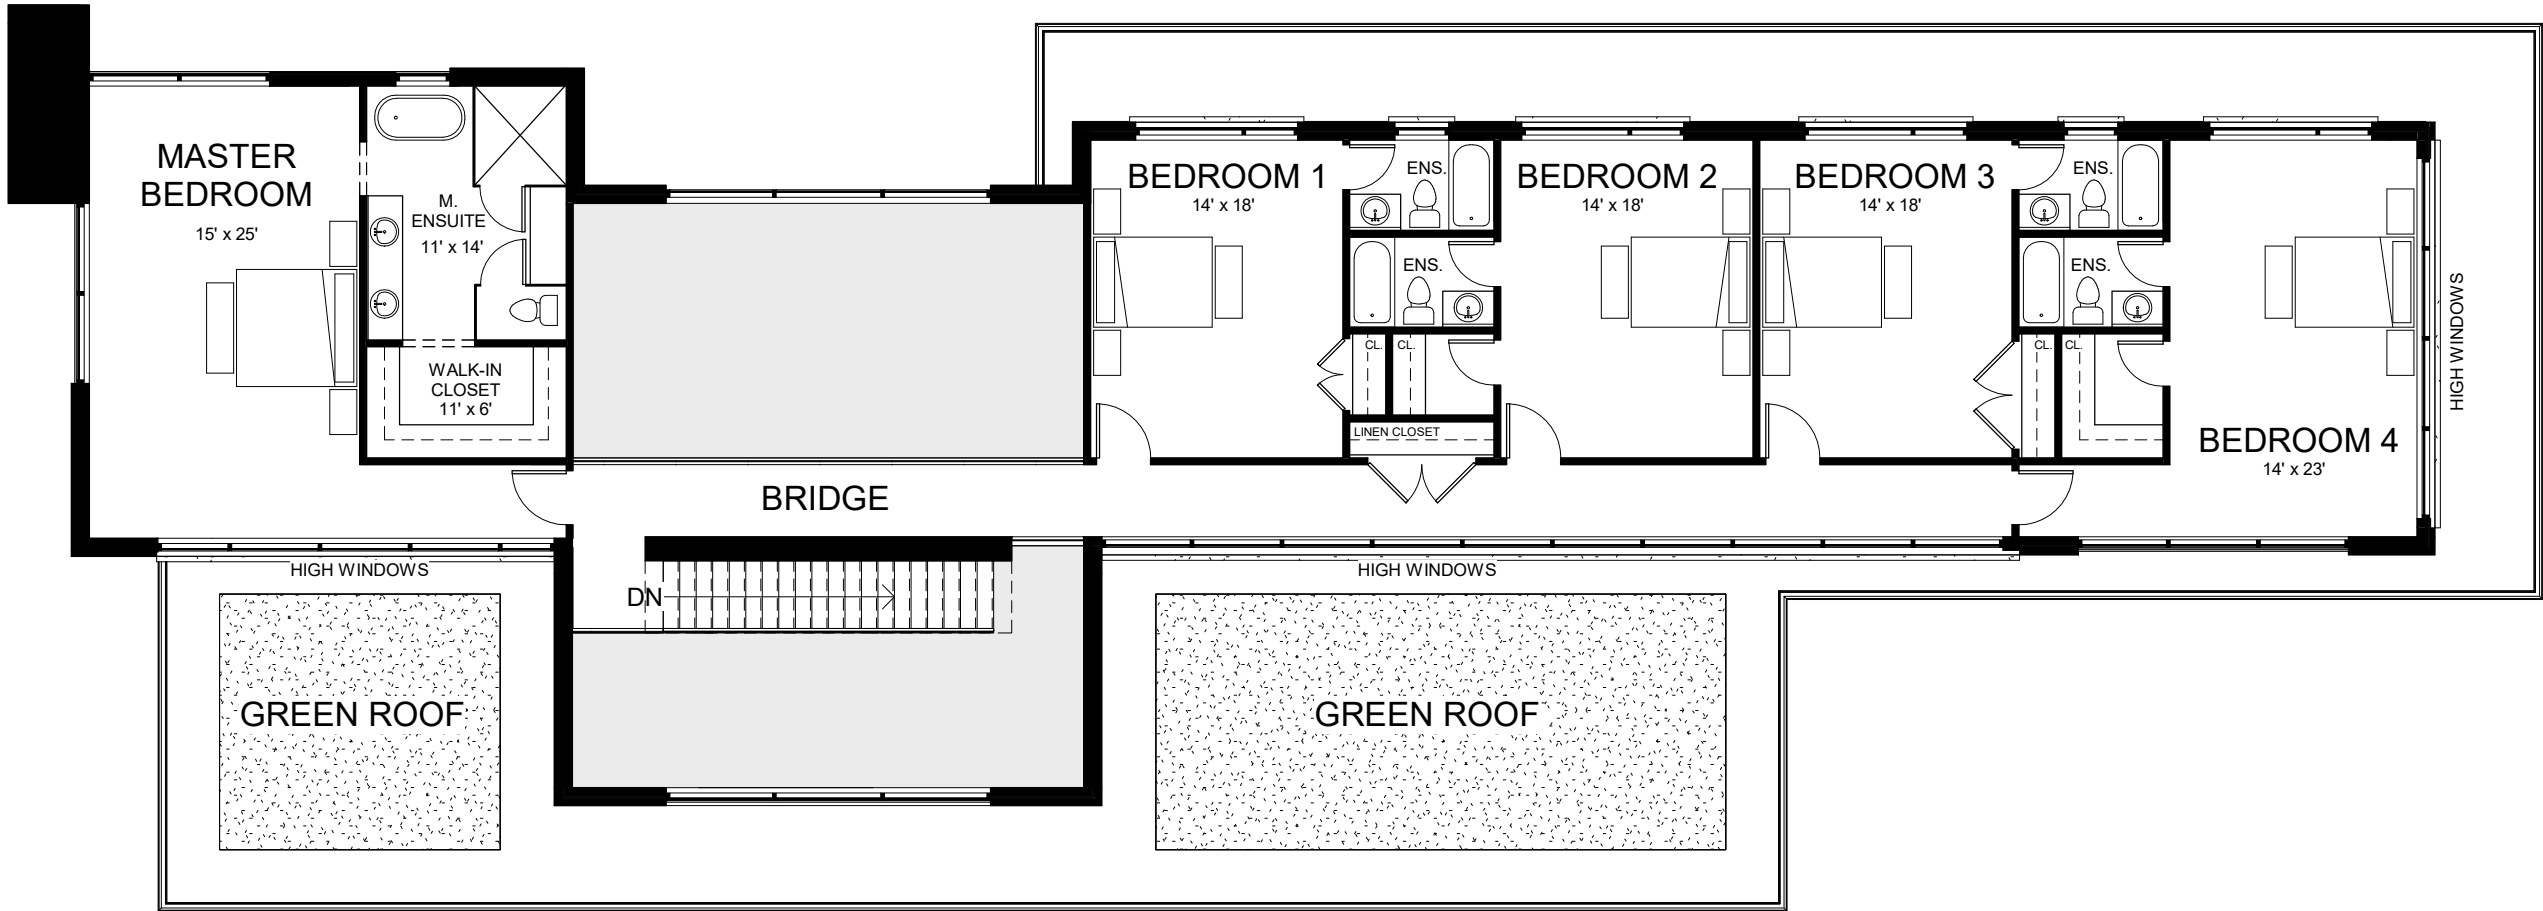 MASTER
BEDROOM
15' x 25'
M.
ENSUITE
11' x 14'
WALK-IN
CLOSET
11' x 6'
BEDROOM 1
14' x 18'
ENS.
ENS.
CL.
CL.
LINEN CLOSET
BEDROOM 2
14' x 18'
BEDROOM 3
14' x 18'
ENS.
ENS.
CL.
CL.
BEDROOM 4
14' x 23'
HIGH WINDOWS
BRIDGE
DN
HIGH WINDOWS
HIGH WINDOWS
GREEN ROOF
GREEN ROOF